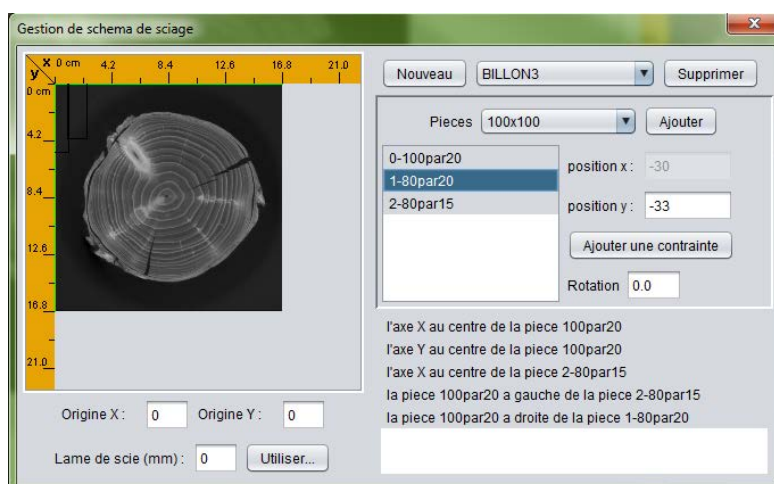 Gestion de schema de sciage
X 0 cm 4.2 8.4 12.6 16.8 21.0
y
0 cm
4.2
8.4
12.6
16.8
21.0
Nouveau BILLON3 Supprimer
Pieces 100x100 Ajouter
0-100par20
1-80par20
2-80par15
position x : -30
position y : -33
Ajouter une contrainte
Rotation 0.0
l'axe X au centre de la piece 100par20
l'axe Y au centre de la piece 100par20
l'axe X au centre de la piece 2-80par15
la piece 100par20 a gauche de la piece 2-80par15
la piece 100par20 a droite de la piece 1-80par20
Origine X : 0 Origine Y : 0
Lame de scie (mm) : 0 Utiliser...